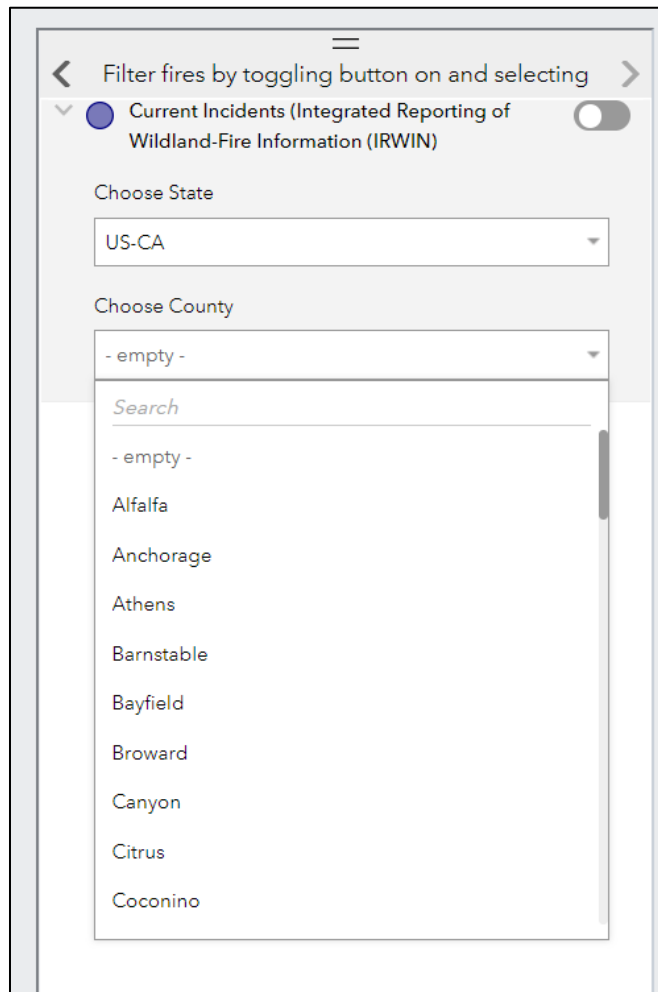 Filter fires by toggling button on and selecting
Current Incidents (Integrated Reporting of
Wildland-Fire Information (IRWIN)
Choose State
US-CA
Choose County
- empty -
Search
- empty -
Alfalfa
Anchorage
Athens
Barnstable
Bayfield
Broward
Canyon
Citrus
Coconino